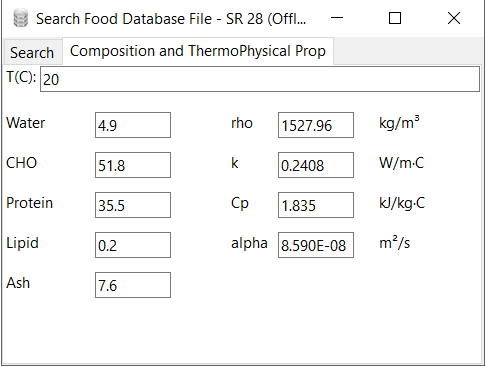 Search Food Database File - SR 28 (Offl...
Search Composition and ThermoPhysical Prop
T(C): 20
Water 4.9 rho 1527.96 kg/m³
CHO 51.8 k 0.2408 W/m·C
Protein 35.5 Cp 1.835 kJ/kg·C
Lipid 0.2 alpha 8.590E-08 m²/s
Ash 7.6